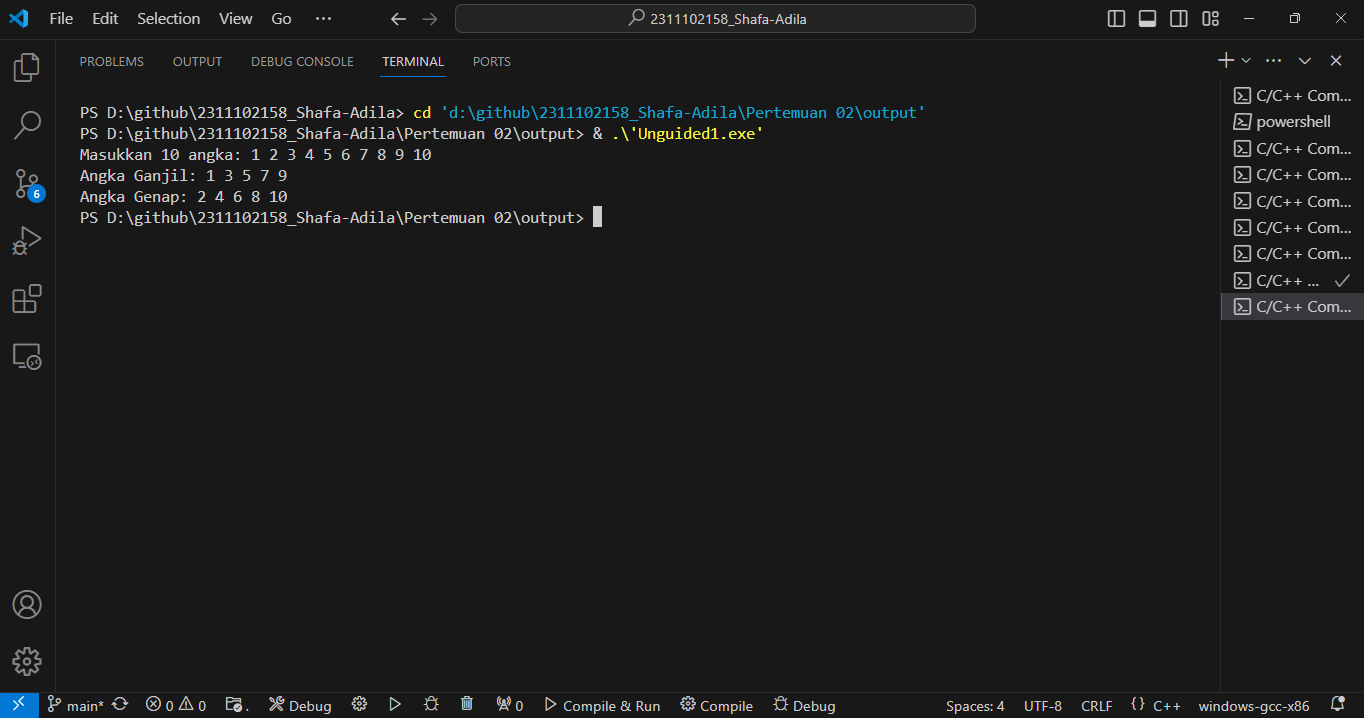 File Edit Selection View Go ... 2311102158_Shafa-Adila
PROBLEMS OUTPUT DEBUG CONSOLE TERMINAL PORTS
PS D:\github\2311102158_Shafa-Adila> cd 'd:\github\2311102158_Shafa-Adila\Pertemuan 02\output'
PS D:\github\2311102158_Shafa-Adila\Pertemuan 02\output> & .\'Unguided1.exe'
Masukkan 10 angka: 1 2 3 4 5 6 7 8 9 10
Angka Ganjil: 1 3 5 7 9
Angka Genap: 2 4 6 8 10
PS D:\github\2311102158_Shafa-Adila\Pertemuan 02\output>
C/C++ Com...
powershell
C/C++ Com...
C/C++ Com...
C/C++ Com...
C/C++ Com...
C/C++ Com...
C/C++ ...
C/C++ Com...
6
main* 0 0 . Debug 0 Compile & Run Compile Debug Spaces: 4 UTF-8 CRLF {} C++ windows-gcc-x86